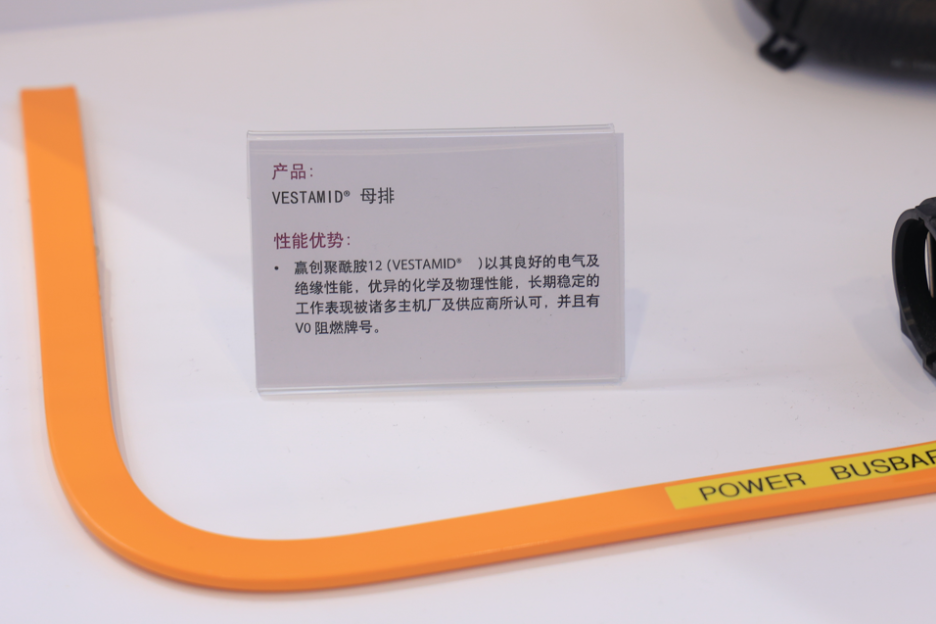 产品：
VESTAMID® 母排
性能优势：
• 赢创聚酰胺12 (VESTAMID® )以其良好的电气及
绝缘性能，优异的化学及物理性能，长期稳定的
工作表现被诸多主机厂及供应商所认可，并且有
V0 阻燃牌号。
POWER BUSBAR